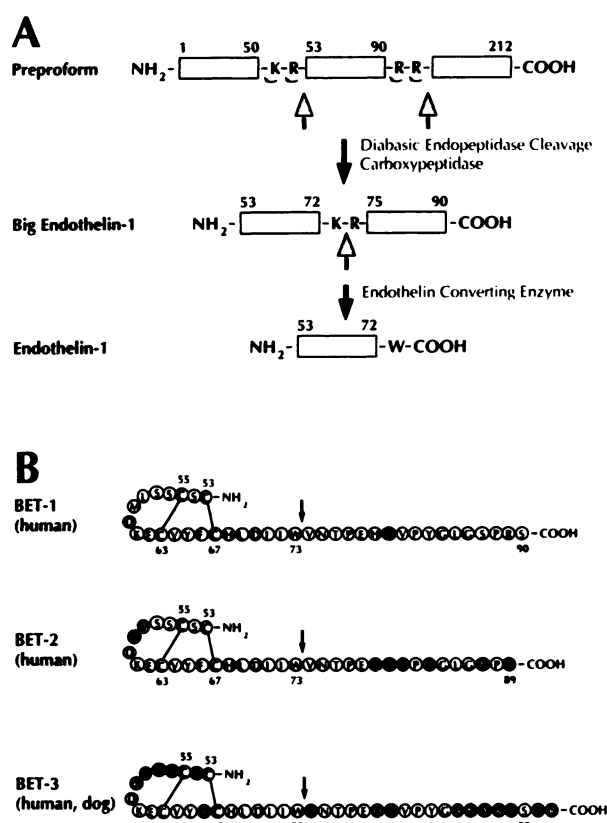 A
1 50 53 90 212
Preproform NH2- -K-R- -R-R- -COOH
Diabasic Endopeptidase Cleavage
Carboxypeptidase
53 72 75 90
Big Endothelin-1 NH2- -K-R- -COOH
Endothelin Converting Enzyme
53 72
Endothelin-1 NH2- -W-COOH
B
55 53
L S S C S C -NH2
BET-1
(human)
K E C V Y F C H L D I I W V N T P E H V P Y G L G S P R S -COOH
63 67 73 90
55 53
S S C S C -NH2
BET-2
(human)
K E C V Y F C H L D I I W V N T P E P G L G P -COOH
63 67 73 89
55 53
C C -NH2
BET-3
(human, dog)
K E C V Y C H L D I I W N T P E V P Y G S -COOH